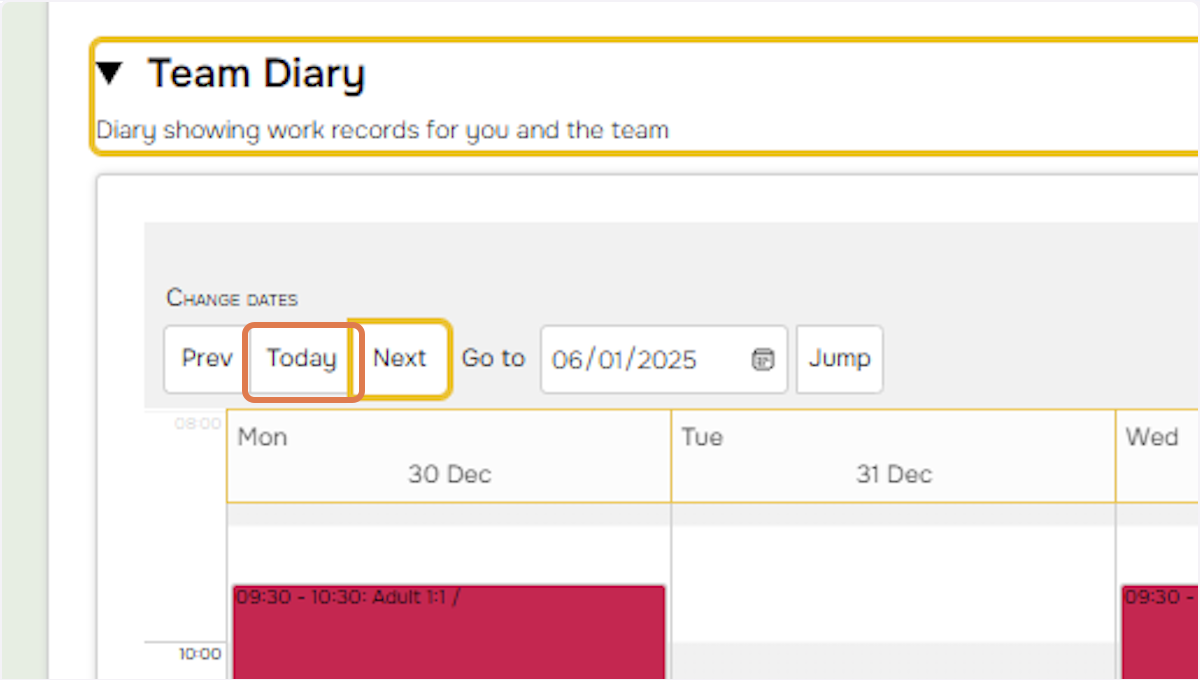 ▼ Team Diary
Diary showing work records for you and the team
Change dates
Prev Today Next Go to 06/01/2025 Jump
08:00
Mon Tue Wed
30 Dec 31 Dec
09:30 - 10:30: Adult 1:1 / 09:30 -
10:00